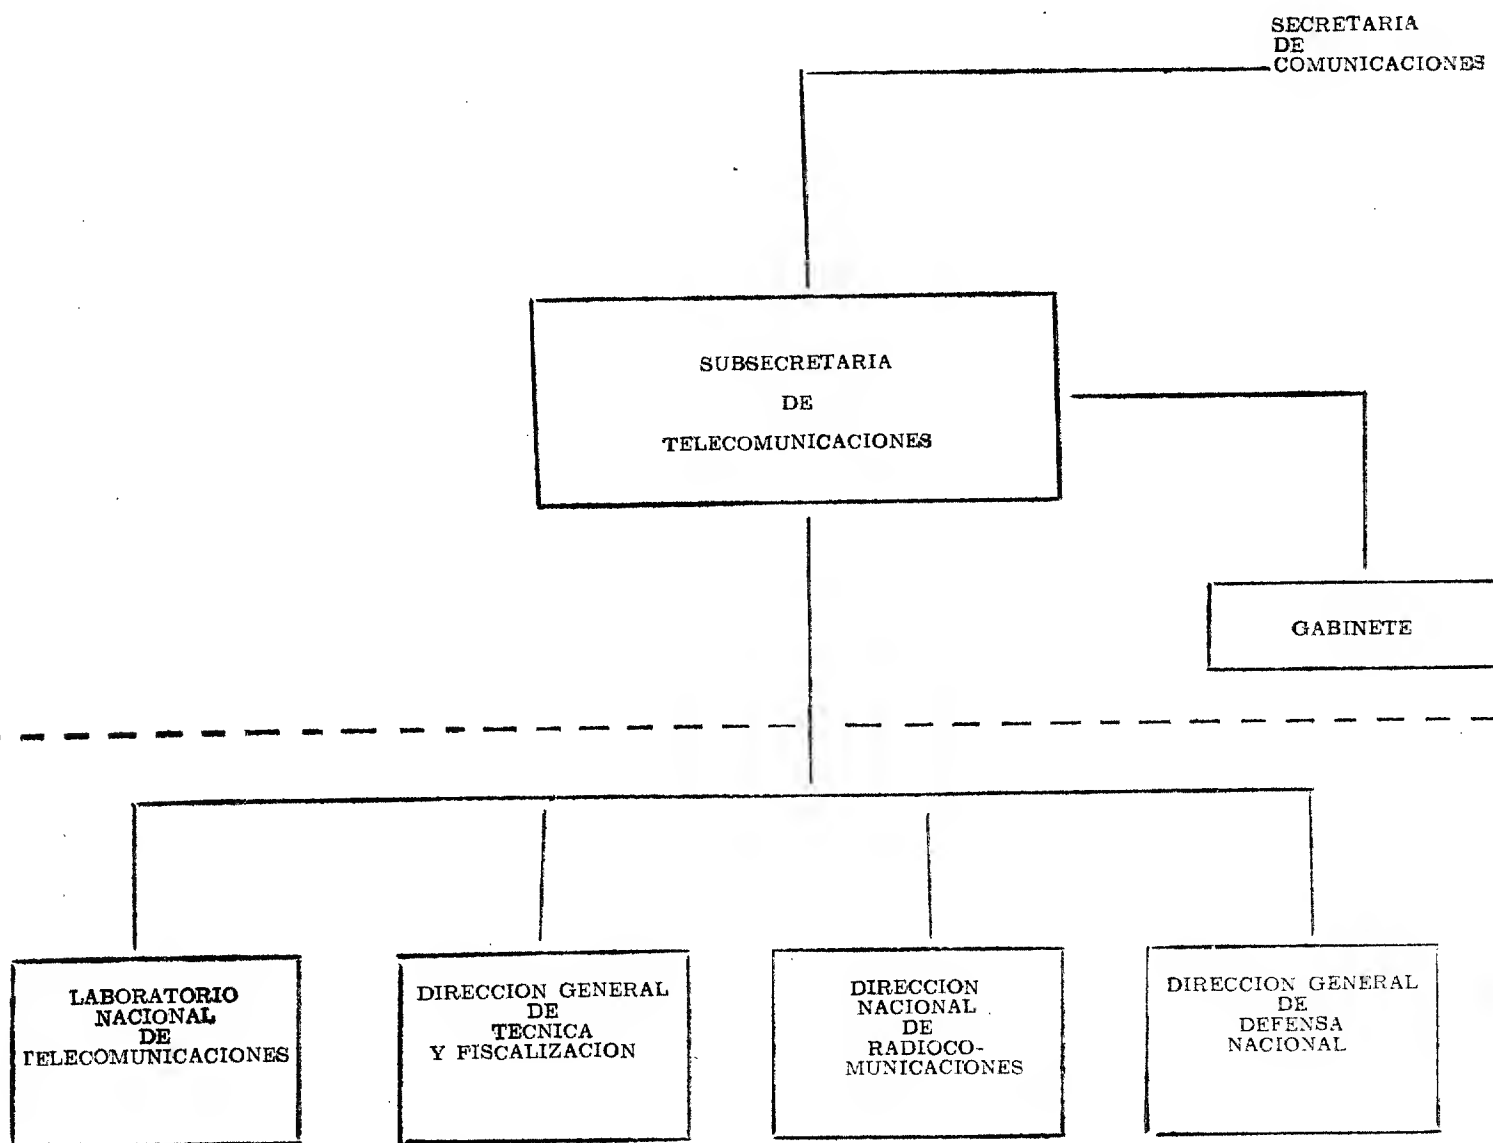 SECRETARIA
DE
COMUNICACIONES
SUBSECRETARIA
DE
TELECOMUNICACIONES
GABINETE
LABORATORIO
NACIONAL
DE
TELECOMUNICACIONES
DIRECCION GENERAL
DE
TECNICA
Y FISCALIZACION
DIRECCION
NACIONAL
DE
RADIOCO-
MUNICACIONES
DIRECCION GENERAL
DE
DEFENSA
NACIONAL